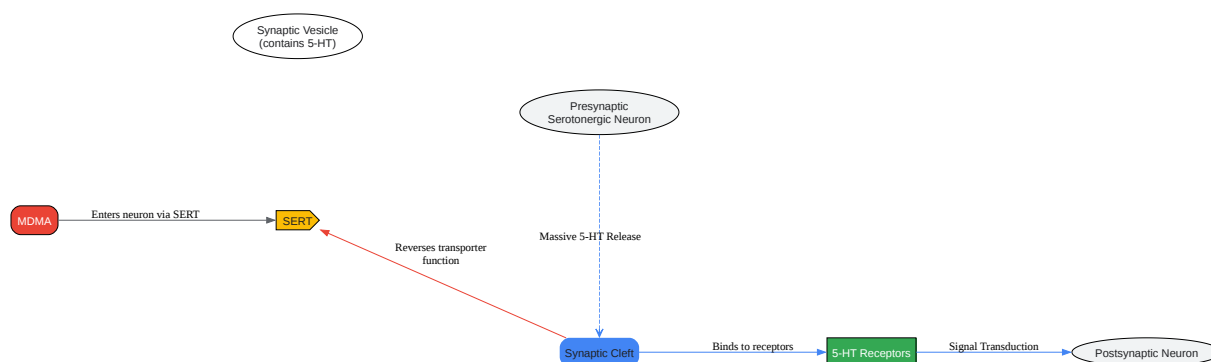 Synaptic Vesicle
(contains 5-HT)
Presynaptic
Serotonergic Neuron
MDMA
Enters neuron via SERT
SERT
Massive 5-HT Release
Reverses transporter
function
Synaptic Cleft
Binds to receptors
5-HT Receptors
Signal Transduction
Postsynaptic Neuron